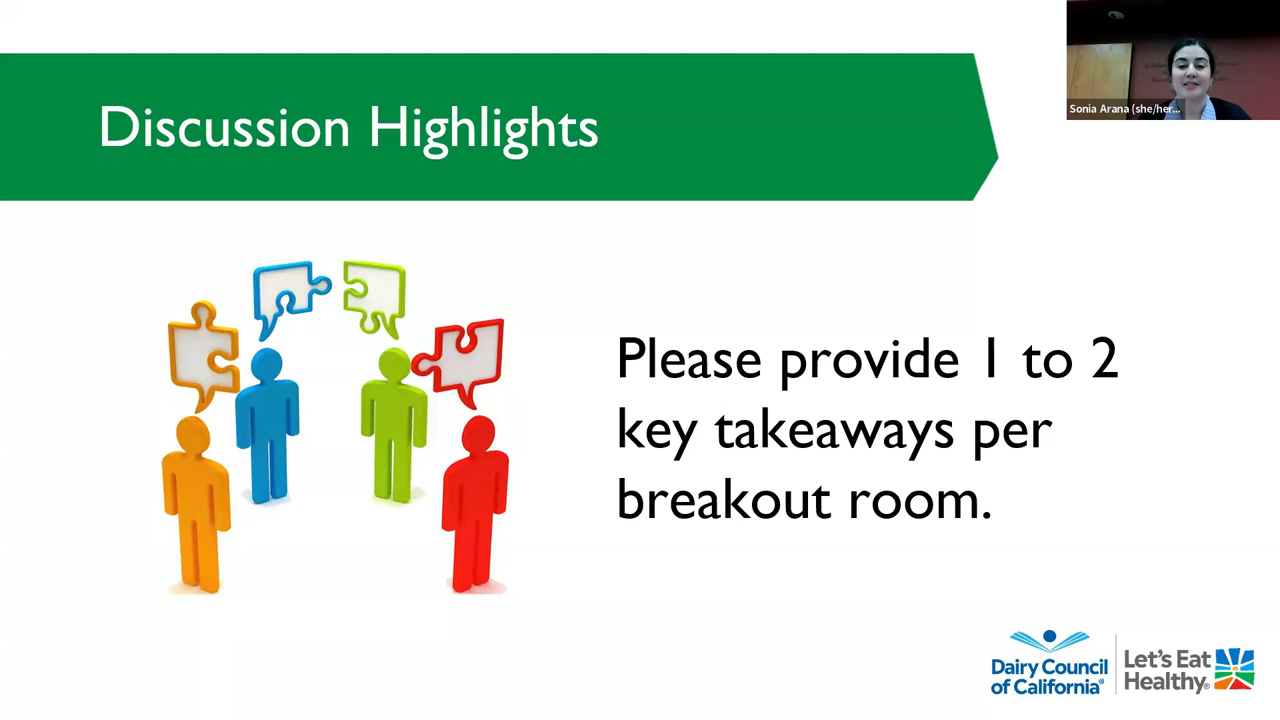 Discussion Highlights
Sonia Arana (she/her...
Please provide 1 to 2
key takeaways per
breakout room.
Dairy Council
of California®
Let's Eat
Healthy®